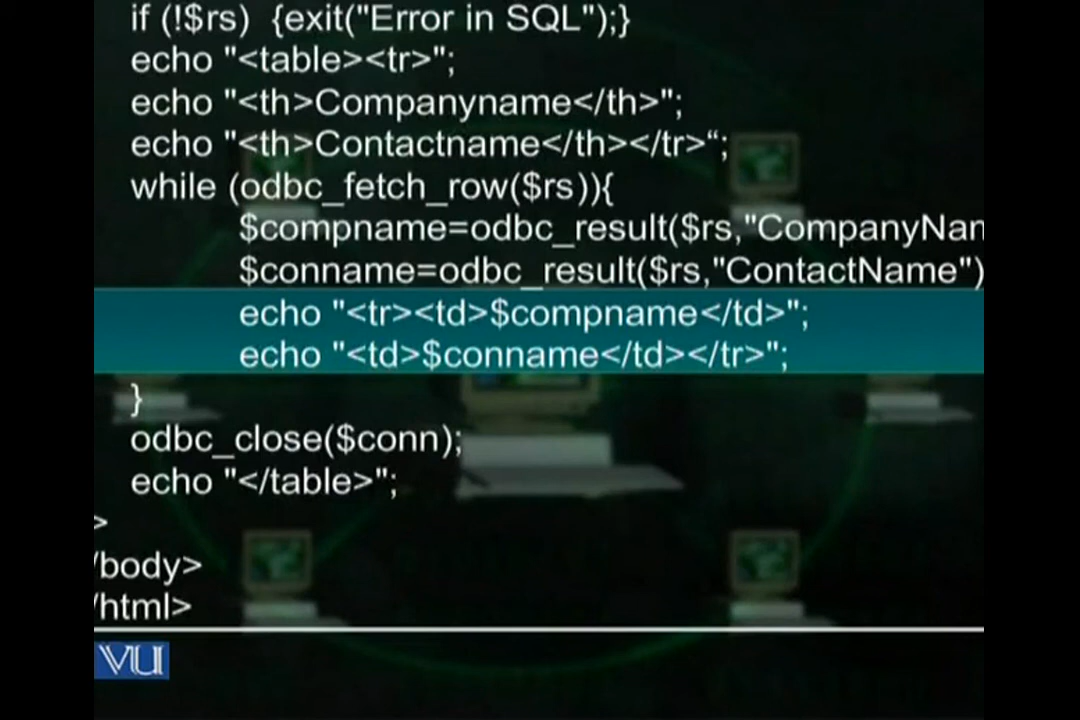 if (!$rs) {exit("Error in SQL");}
echo "<table><tr>";
echo "<th>Companyname</th>";
echo "<th>Contactname</th></tr>“;
while (odbc_fetch_row($rs)){
$compname=odbc_result($rs,"CompanyNam
$conname=odbc_result($rs,"ContactName")
echo "<tr><td>$compname</td>";
echo "<td>$conname</td></tr>";
}
odbc_close($conn);
echo "</table>";
>
/body>
/html>
VU